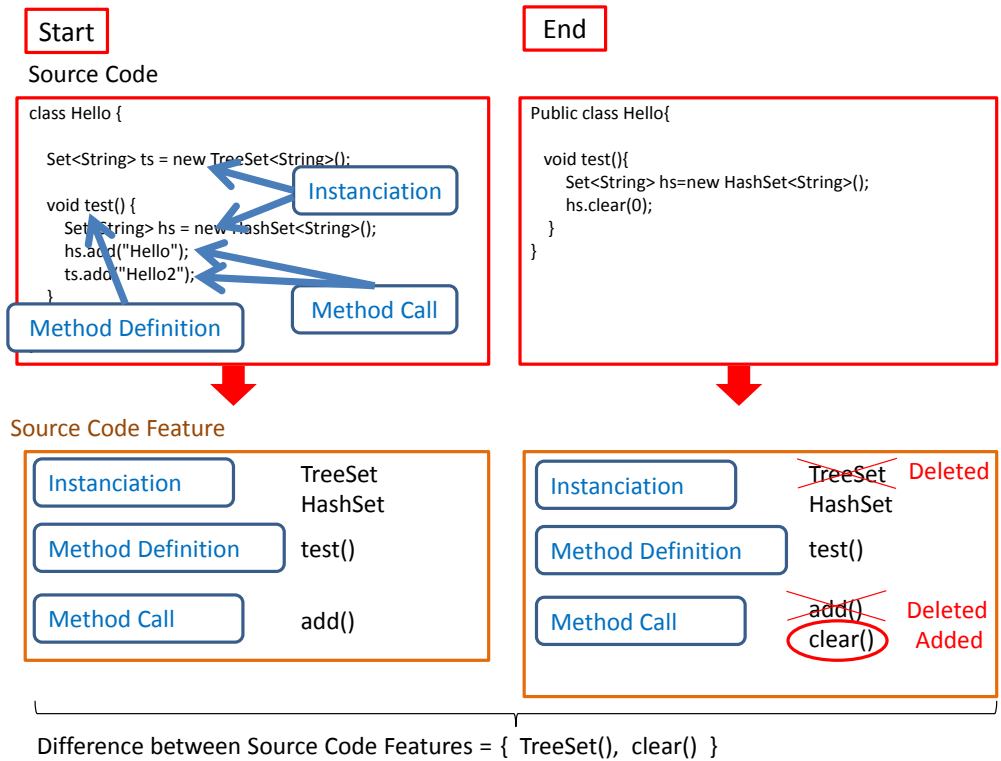 Start
End
Source Code
class Hello {
Set<String> ts = new TreeSet<String>();
Instanciation
void test() {
Set<String> hs = new HashSet<String>();
hs.add("Hello");
ts.add("Hello2");
}
Method Call
Method Definition
Public class Hello{
void test(){
Set<String> hs=new HashSet<String>();
hs.clear(0);
}
}
Source Code Feature
Instanciation
TreeSet
HashSet
Method Definition
test()
Method Call
add()
Instanciation
TreeSet Deleted
HashSet
Method Definition
test()
Method Call
add() Deleted
clear() Added
Difference between Source Code Features = { TreeSet(), clear() }